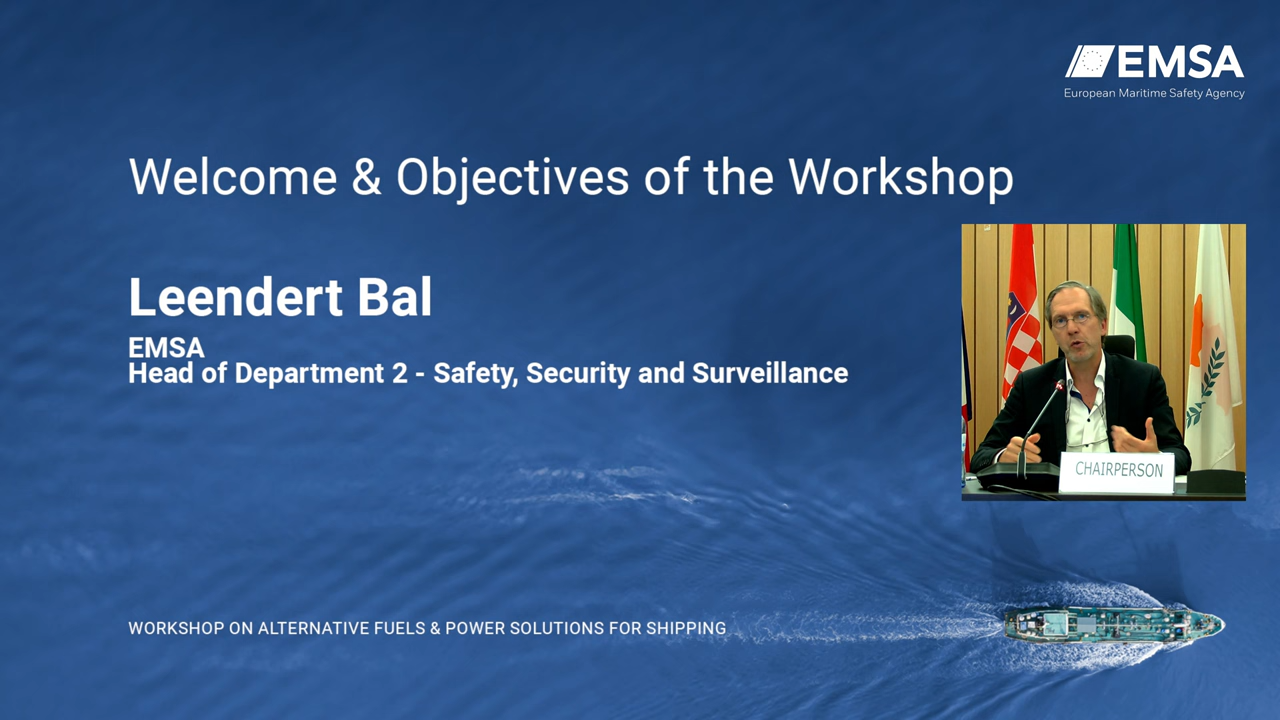 EMSA
European Maritime Safety Agency
Welcome & Objectives of the Workshop
Leendert Bal
EMSA
Head of Department 2 - Safety, Security and Surveillance
CHAIRPERSON
WORKSHOP ON ALTERNATIVE FUELS & POWER SOLUTIONS FOR SHIPPING